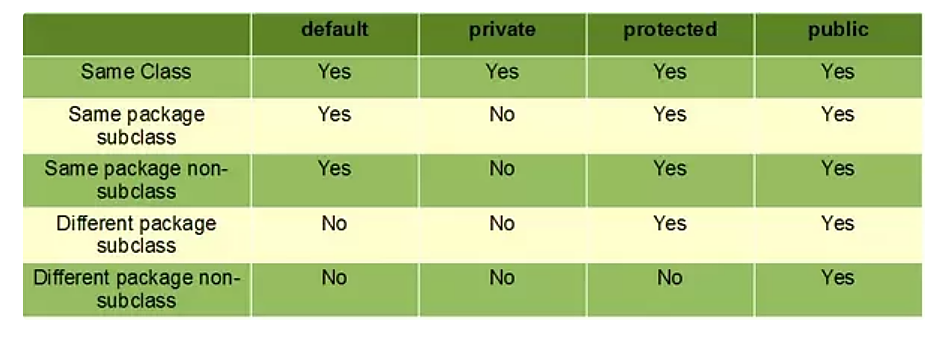 default private protected public
Same Class Yes Yes Yes Yes
Same package
subclass Yes No Yes Yes
Same package non-
subclass Yes No Yes Yes
Different package
subclass No No Yes Yes
Different package non-
subclass No No No Yes